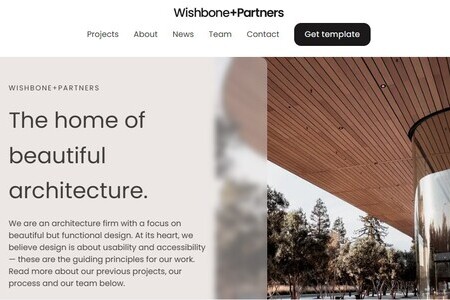 Wishbone+Partners
Projects About News Team Contact Get template
WISHBONE+PARTNERS
The home of
beautiful
architecture.
We are an architecture firm with a focus on
beautiful but functional design. At its heart, we
believe design is about usability and accessibility
— these are the guiding principles for our work.
Read more about our previous projects, our
process and our team below.